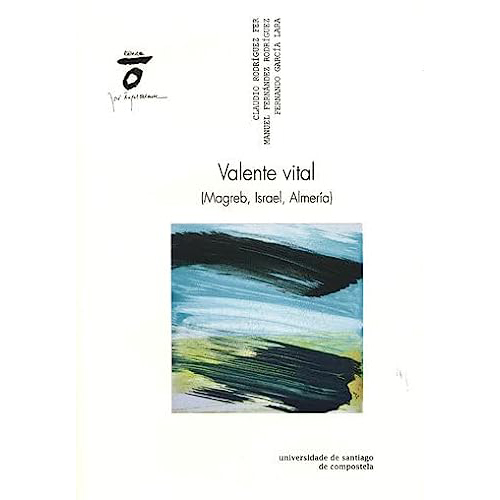 CLAUDIO RODRÍGUEZ FER
MANUEL FERNÁNDEZ RODRÍGUEZ
FERNANDO GARCÍA LARA
Valente vital
(Magreb, Israel, Almería)
universidade de santiago
de compostela